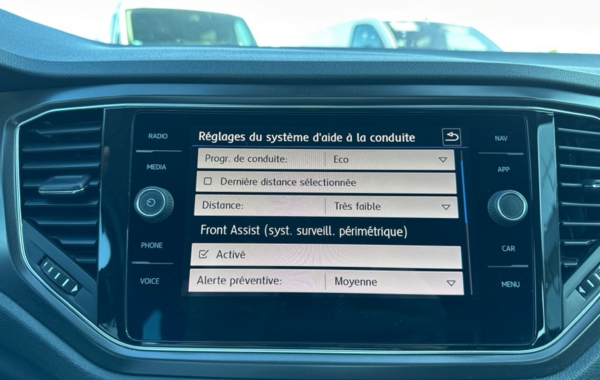 RADIO
MEDIA
PHONE
VOICE
Réglages du système d'aide à la conduite
Progr. de conduite: Eco
Dernière distance sélectionnée
Distance: Très faible
Front Assist (syst. surveill. périmétrique)
Activé
Alerte préventive: Moyenne
NAV
APP
CAR
MENU